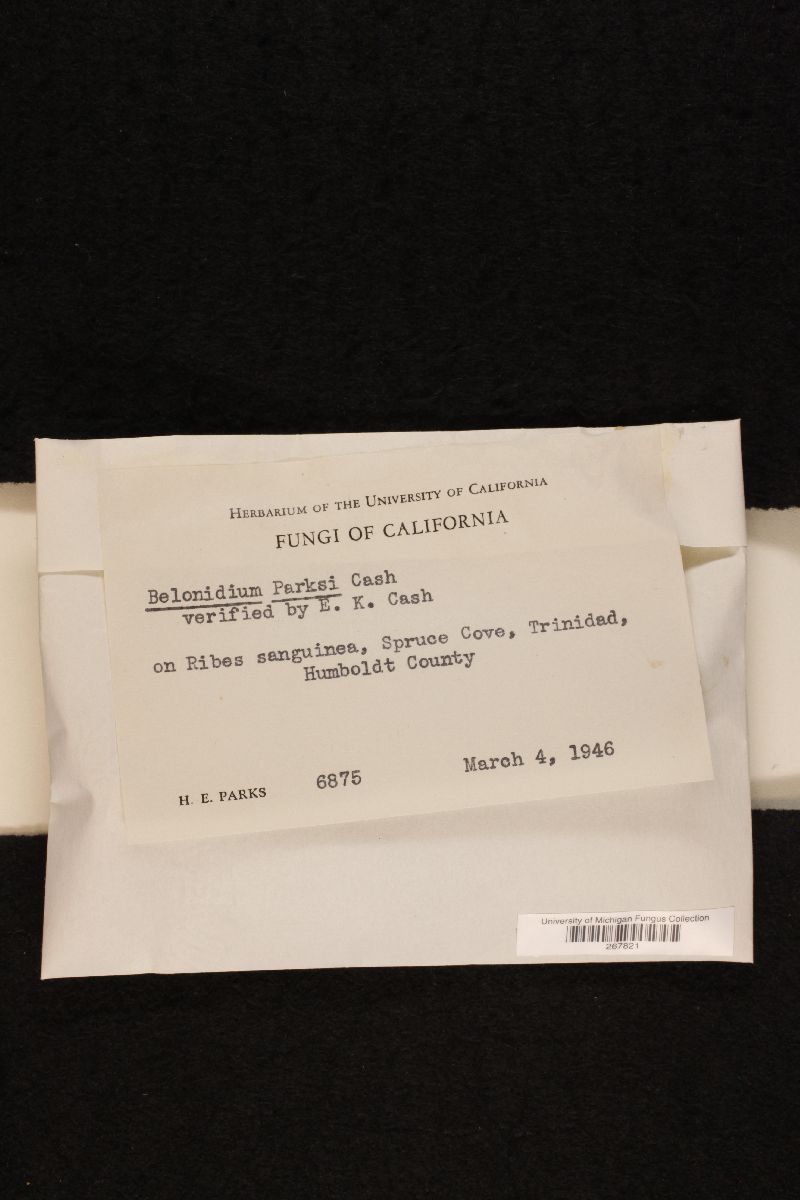 HERBARIUM OF THE UNIVERSITY OF CALIFORNIA
FUNGI OF CALIFORNIA
Belonidium Parksi Cash
verified by E. K. Cash
on Ribes sanguinea, Spruce Cove, Trinidad,
Humboldt County
H. E. PARKS 6875 March 4, 1946
University of Michigan Fungus Collection
267821